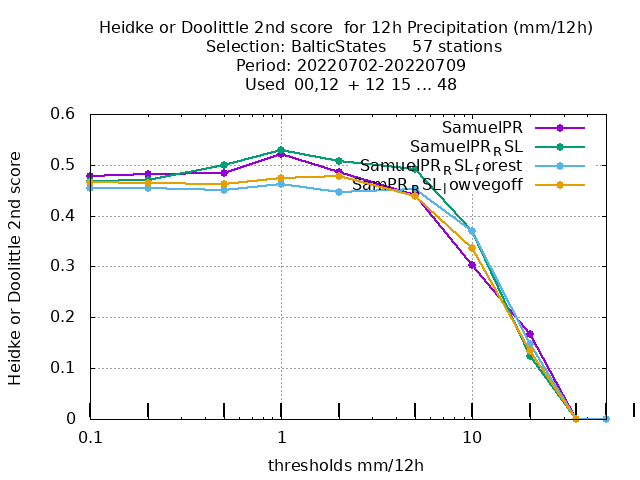 Heidke or Doolittle 2nd score  for 12h Precipitation (mm/12h)
Selection: BalticStates     57 stations
Period: 20220702-20220709
Used  00,12  + 12 15 ... 48
SamuelPR
SamuelPR_RSL
SamuelPR_RSL_forest
SamPR_RSL_lowvegoff
Heidke or Doolittle 2nd score
0.6
0.5
0.4
0.3
0.2
0.1
0
0.1 1 10
thresholds mm/12h